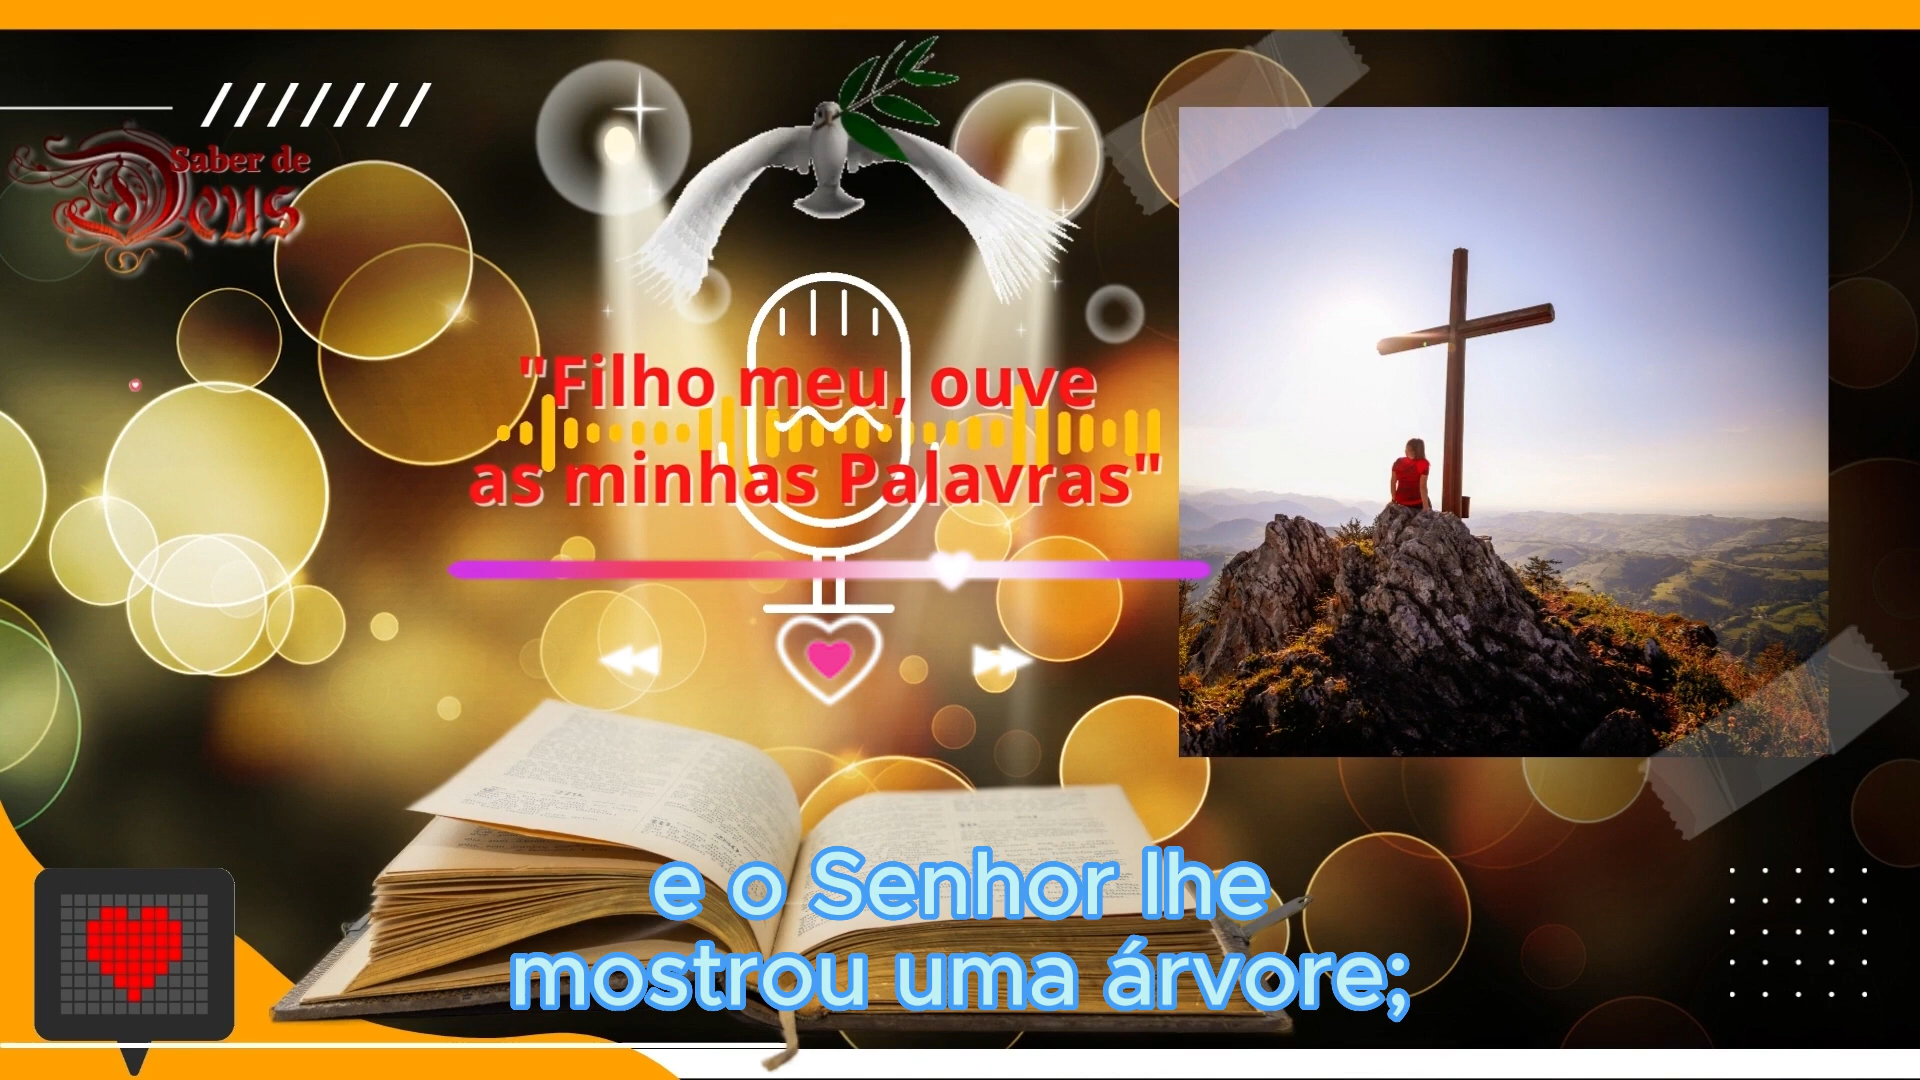 Saber de
Deus
"Filho meu, ouve
as minhas Palavras"
e o Senhor lhe
mostrou uma árvore;